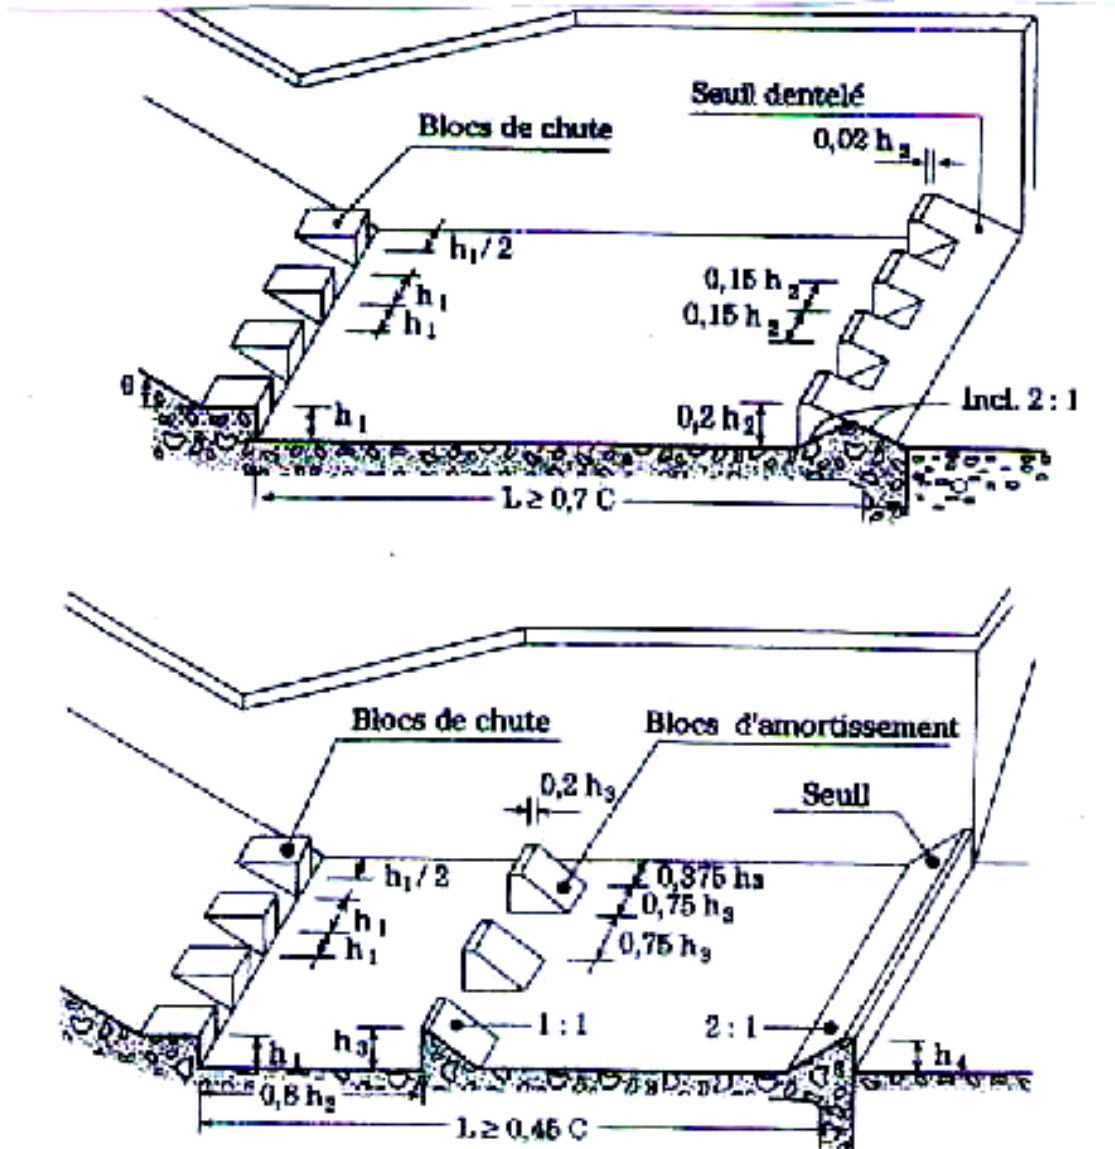 Seuil dentelé
Blocs de chute
0,02 h₂
h₁/2
h₁
h₁
0,15 h₂
0,15 h₂
h₁
0,2 h₂
Incl. 2 : 1
L ≥ 0,7 C
Blocs de chute
Blocs d'amortissement
0,2 h₃
Seuil
h₁/2
0,375 h₃
0,75 h₃
h₁
h₁
0,75 h₃
1 : 1
2 : 1
h₃
h₁
h₄
0,8 h₂
L ≥ 0,45 C